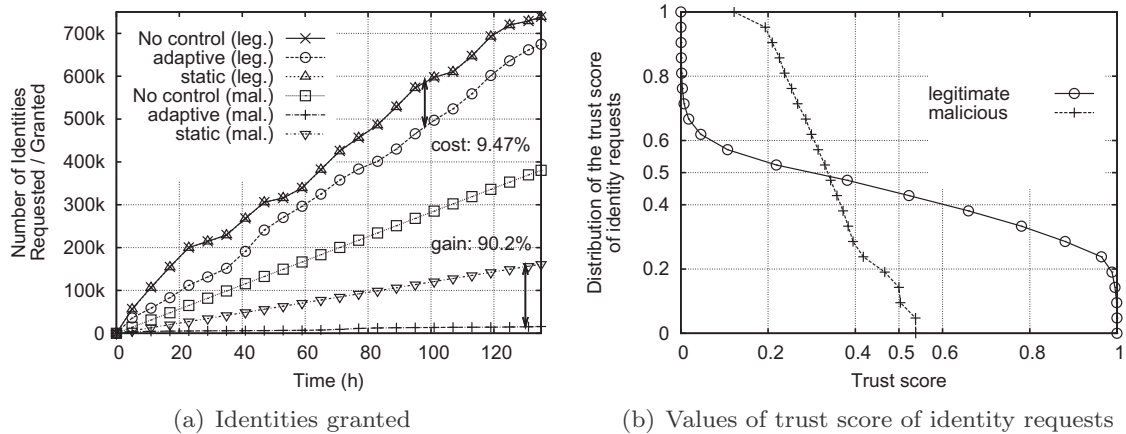 700k
600k
500k
400k
300k
200k
100k
0
Number of Identities
Requested / Granted
No control (leg.)
adaptive (leg.)
static (leg.)
No control (mal.)
adaptive (mal.)
static (mal.)
cost: 9.47%
gain: 90.2%
0 20 40 60 80 100 120
Time (h)
(a) Identities granted
1
0.8
0.6
0.4
0.2
0
Distribution of the trust score
of identity requests
legitimate
malicious
0 0.2 0.4 0.5 0.6 0.8 1
Trust score
(b) Values of trust score of identity requests